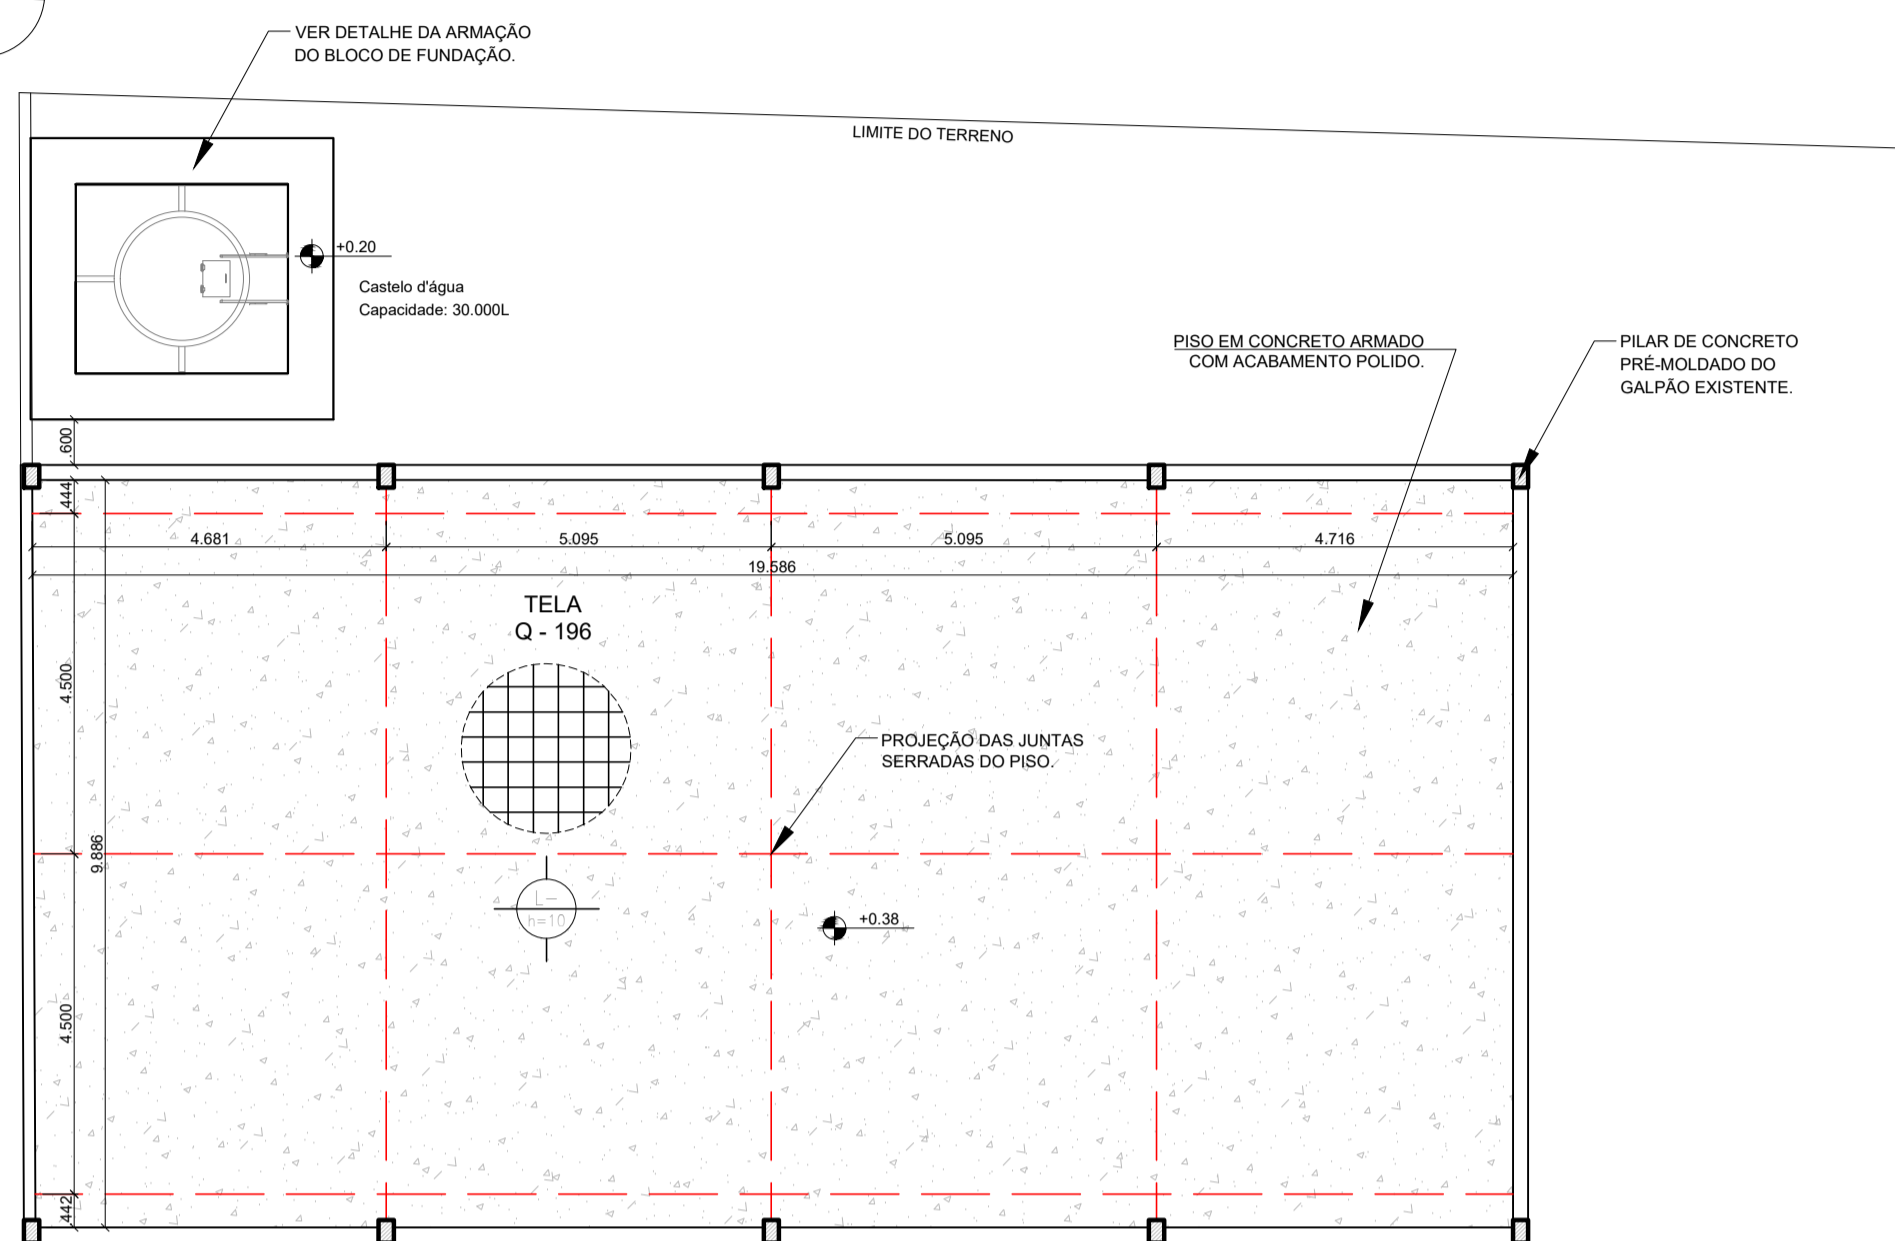 VER DETALHE DA ARMAÇÃO
DO BLOCO DE FUNDAÇÃO.
LIMITE DO TERRENO
+0.20
Castelo d'água
Capacidade: 30.000L
PISO EM CONCRETO ARMADO
COM ACABAMENTO POLIDO.
PILAR DE CONCRETO
PRÉ-MOLDADO DO
GALPÃO EXISTENTE.
.600
.444
4.681
5.095
5.095
4.716
19.586
TELA
Q - 196
4.500
PROJEÇÃO DAS JUNTAS
SERRADAS DO PISO.
9.886
L-
h=10
+0.38
4.500
.442